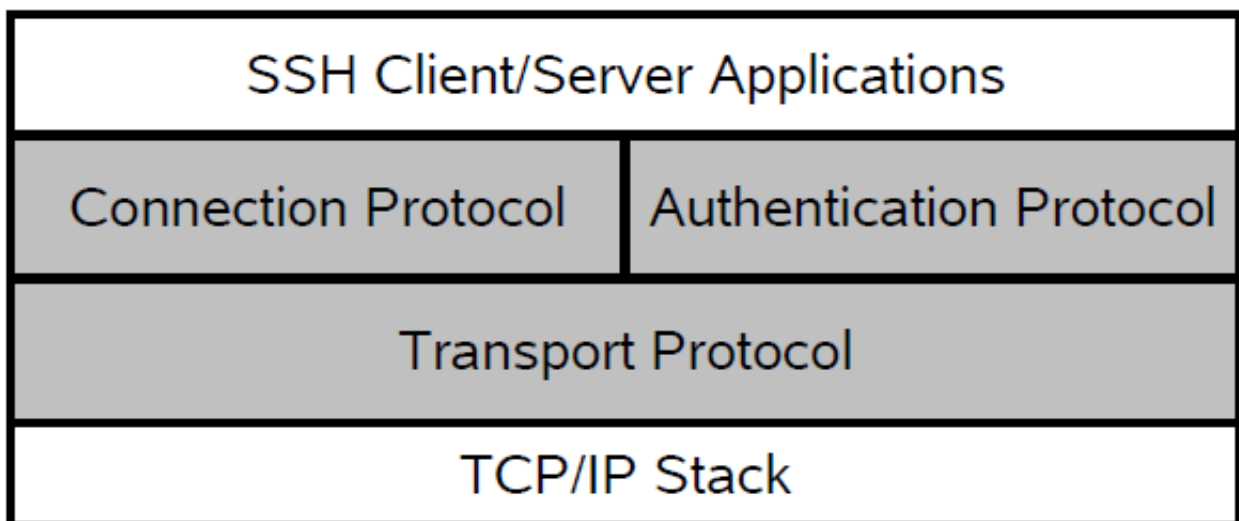 SSH Client/Server Applications
Connection Protocol
Authentication Protocol
Transport Protocol
TCP/IP Stack